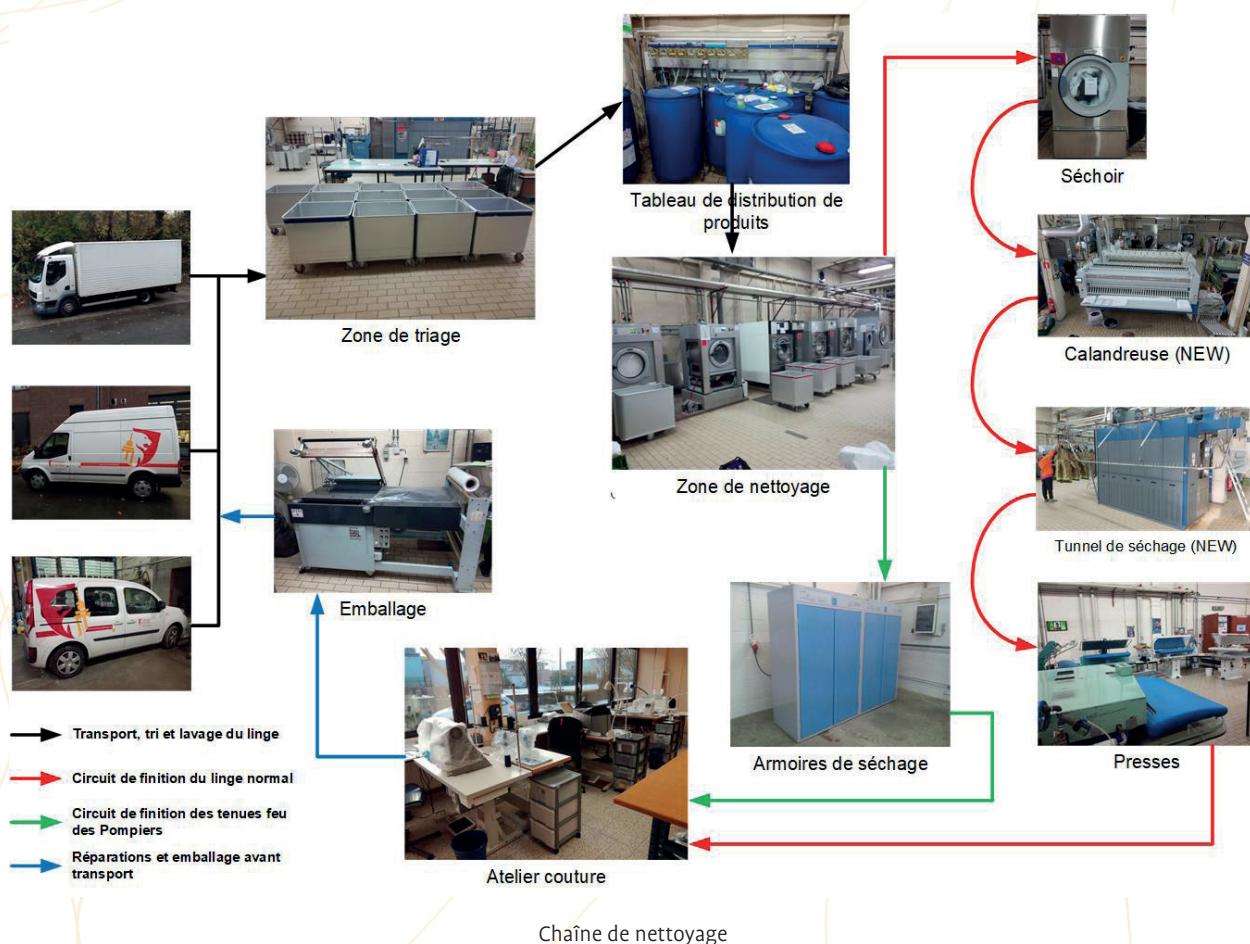 Séchoir
Tableau de distribution de
produits
Zone de triage
Calandreuse (NEW)
Zone de nettoyage
Tunnel de séchage (NEW)
Emballage
Transport, tri et lavage du linge
Armoires de séchage
Presses
Circuit de finition du linge normal
Circuit de finition des tenues feu
des Pompiers
Réparations et emballage avant
transport
Atelier couture
Chaîne de nettoyage